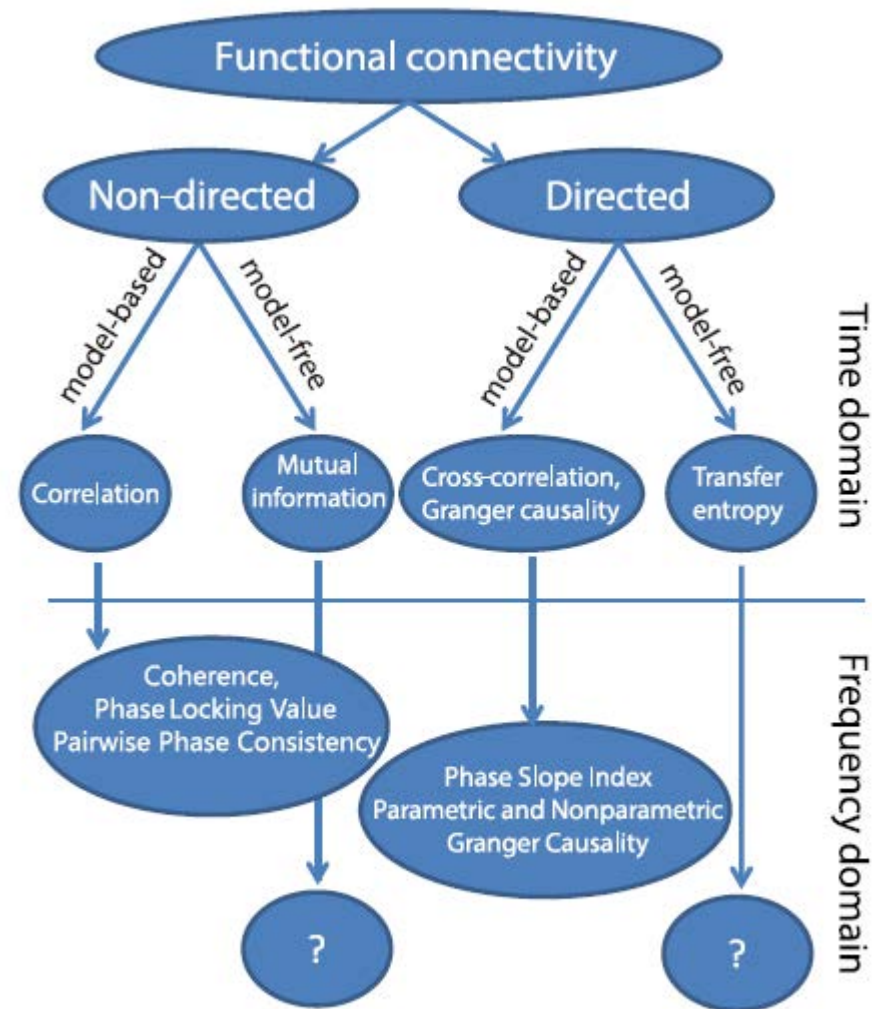 Functional connectivity
Non-directed
Directed
model-based
model-free
model-based
model-free
Time domain
Correlation
Mutual
information
Cross-correlation,
Granger causality
Transfer
entropy
Coherence,
Phase Locking Value
Pairwise Phase Consistency
Phase Slope Index
Parametric and Nonparametric
Granger Causality
Frequency domain
?
?